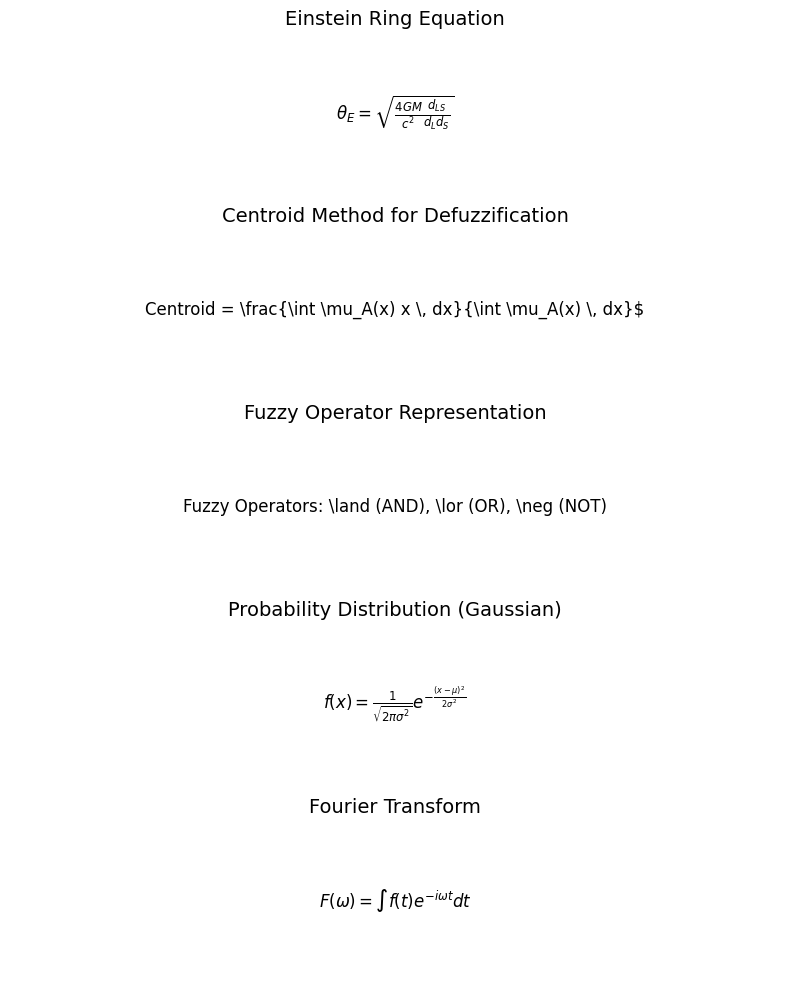 Einstein Ring Equation
$\theta_E = \sqrt{\frac{4GM}{c^2} \frac{d_{LS}}{d_L d_S}}$
Centroid Method for Defuzzification
Centroid = \frac{\int \mu_A(x) x \, dx}{\int \mu_A(x) \, dx}$
Fuzzy Operator Representation
Fuzzy Operators: \land (AND), \lor (OR), \neg (NOT)
Probability Distribution (Gaussian)
$f(x) = \frac{1}{\sqrt{2\pi\sigma^2}} e^{-\frac{(x-\mu)^2}{2\sigma^2}}$
Fourier Transform
$F(\omega) = \int f(t)e^{-i\omega t} dt$